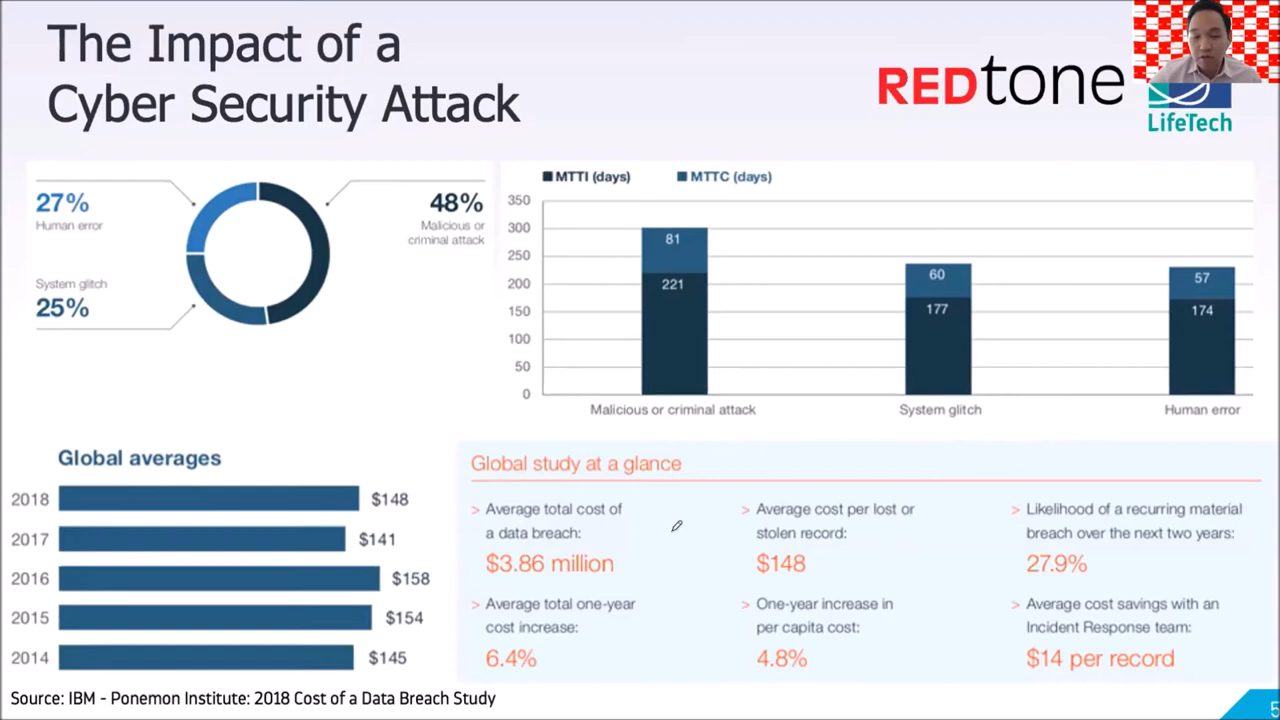 The Impact of a
Cyber Security Attack
REDtone
LifeTech
27%
Human error
48%
Malicious or
criminal attack
System glitch
25%
MTTI (days)
MTTC (days)
350
300
250
200
150
100
50
0
81
221
60
177
57
174
Malicious or criminal attack
System glitch
Human error
Global averages
2018 $148
2017 $141
2016 $158
2015 $154
2014 $145
Global study at a glance
> Average total cost of
a data breach:
$3.86 million
> Average cost per lost or
stolen record:
$148
> Likelihood of a recurring material
breach over the next two years:
27.9%
> Average total one-year
cost increase:
6.4%
> One-year increase in
per capita cost:
4.8%
> Average cost savings with an
Incident Response team:
$14 per record
Source: IBM - Ponemon Institute: 2018 Cost of a Data Breach Study
5